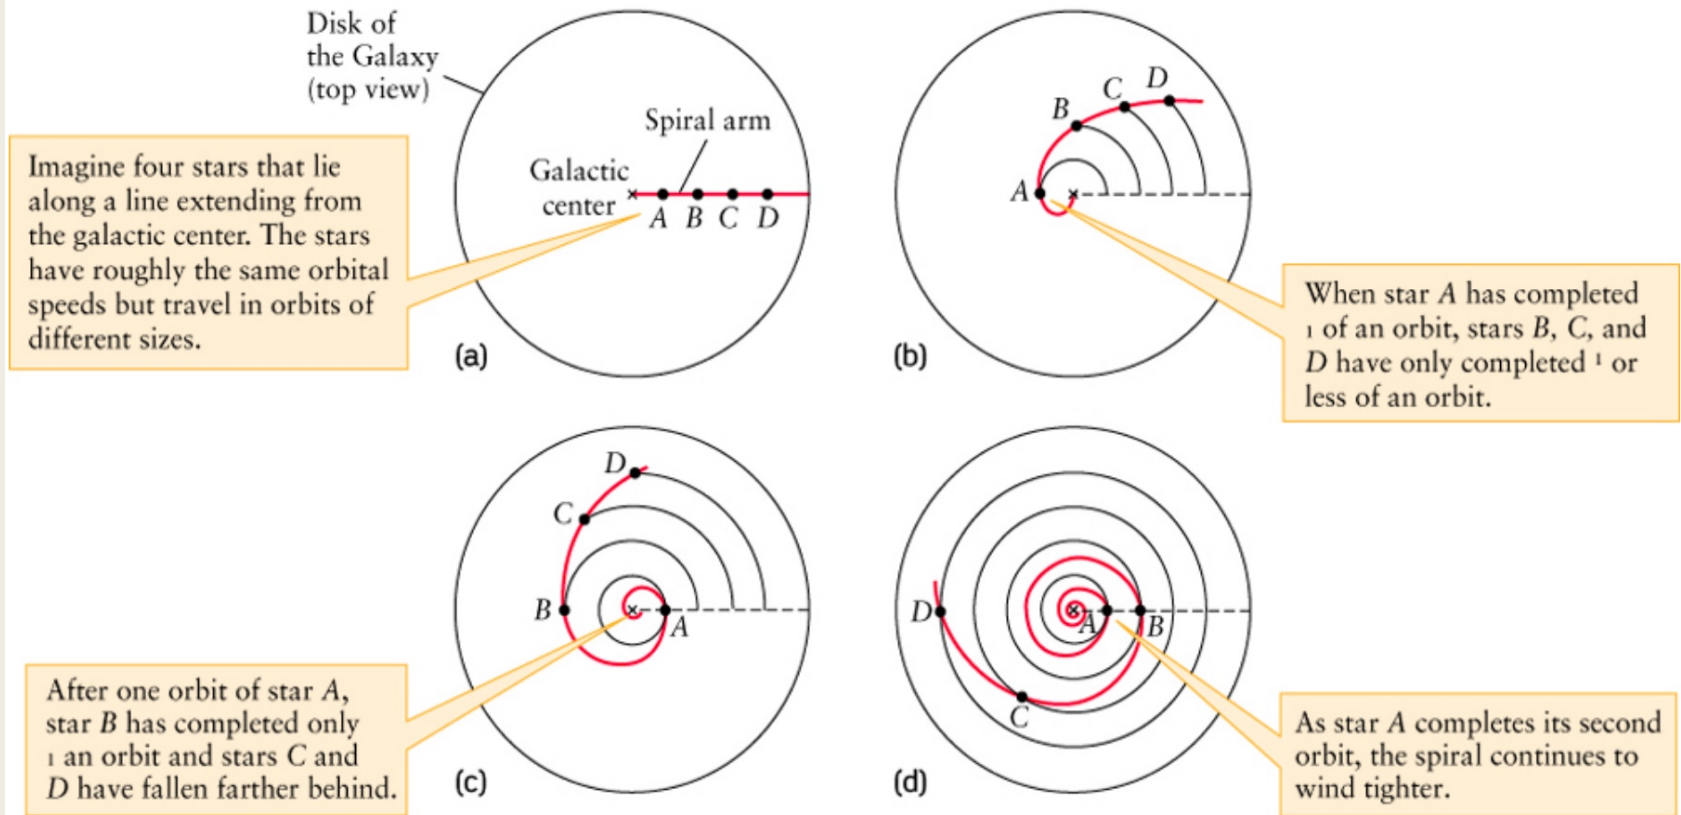 Disk of
the Galaxy
(top view)
Imagine four stars that lie
along a line extending from
the galactic center. The stars
have roughly the same orbital
speeds but travel in orbits of
different sizes.
Spiral arm
Galactic
center
A B C D
(a)
D
C
B
A
(b)
When star A has completed
1 of an orbit, stars B, C, and
D have only completed 1 or
less of an orbit.
D
C
B
A
(c)
After one orbit of star A,
star B has completed only
1 an orbit and stars C and
D have fallen farther behind.
D
A
B
C
(d)
As star A completes its second
orbit, the spiral continues to
wind tighter.